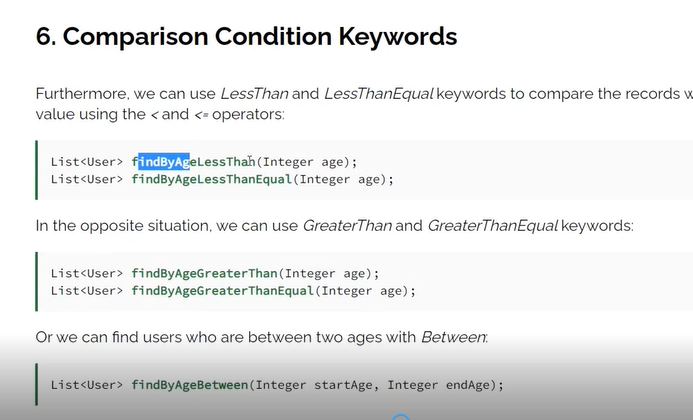 6. Comparison Condition Keywords
Furthermore, we can use LessThan and LessThanEqual keywords to compare the records
value using the < and <= operators:
List<User> findByAgeLessThan(Integer age);
List<User> findByAgeLessThanEqual(Integer age);
In the opposite situation, we can use GreaterThan and GreaterThanEqual keywords:
List<User> findByAgeGreaterThan(Integer age);
List<User> findByAgeGreaterThanEqual(Integer age);
Or we can find users who are between two ages with Between:
List<User> findByAgeBetween(Integer startAge, Integer endAge);